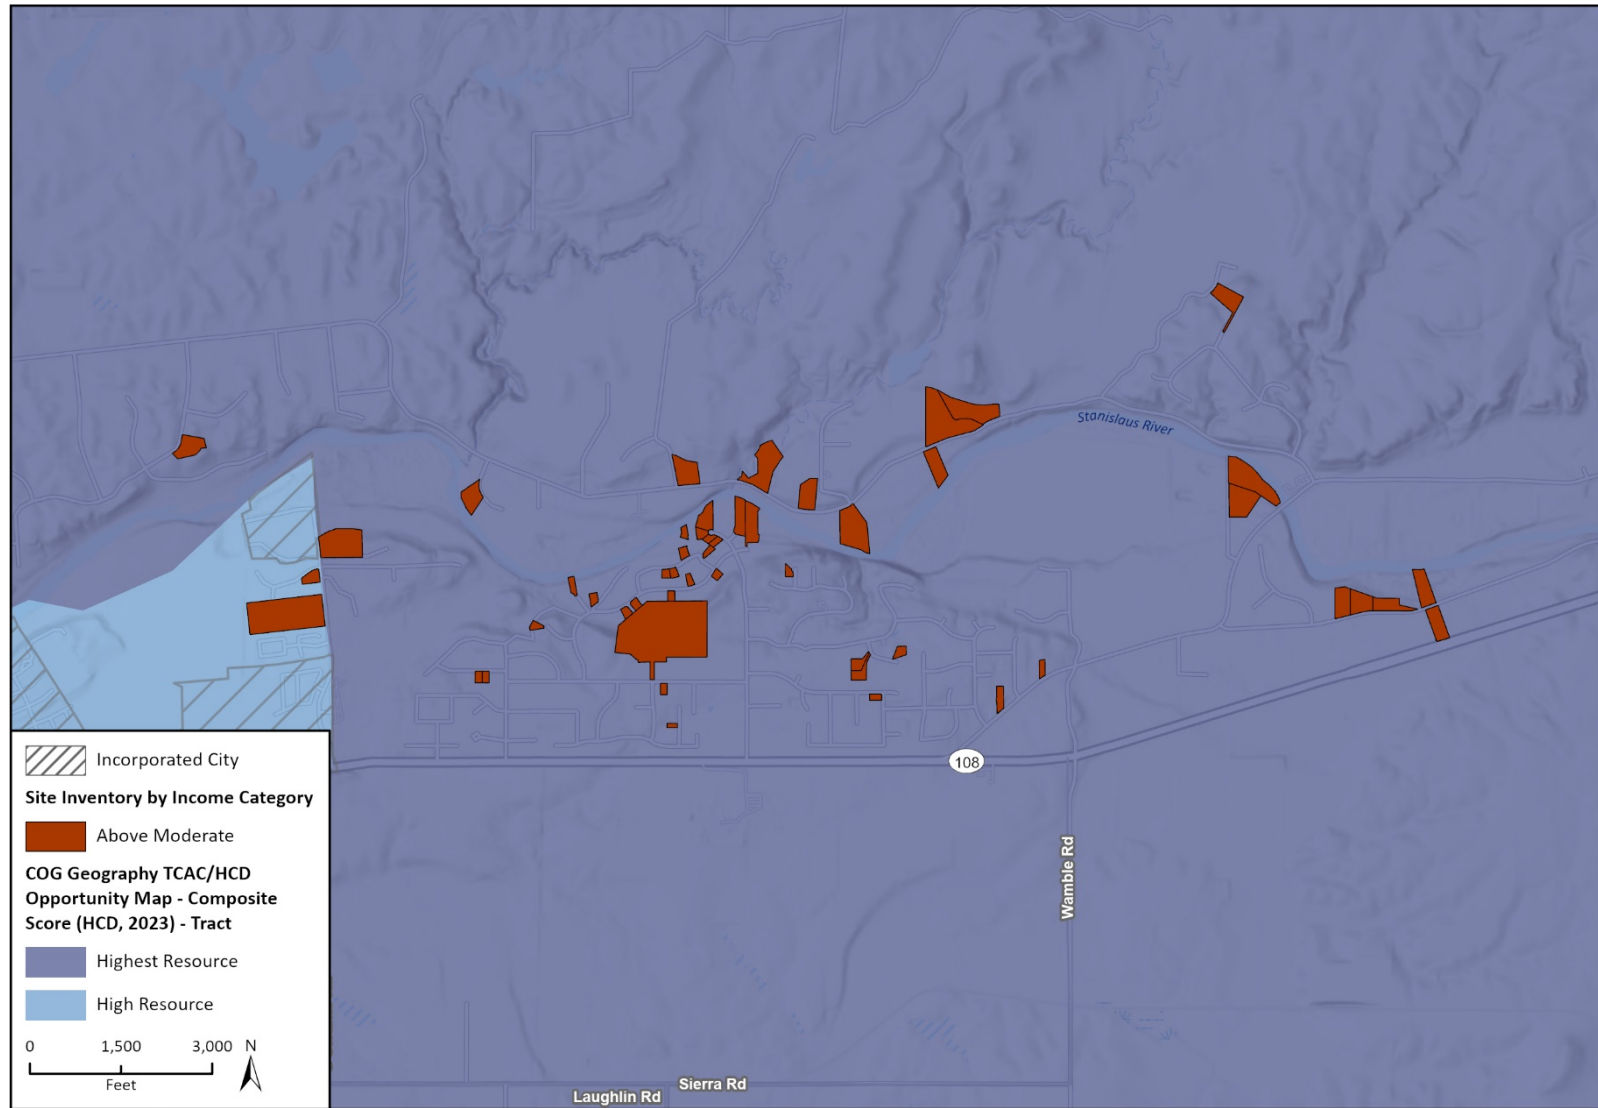 Stanislaus River
108
Wamble Rd
Incorporated City
Site Inventory by Income Category
Above Moderate
COG Geography TCAC/HCD
Opportunity Map - Composite
Score (HCD, 2023) - Tract
Highest Resource
High Resource
0 1,500 3,000 N
Feet
Sierra Rd
Laughlin Rd